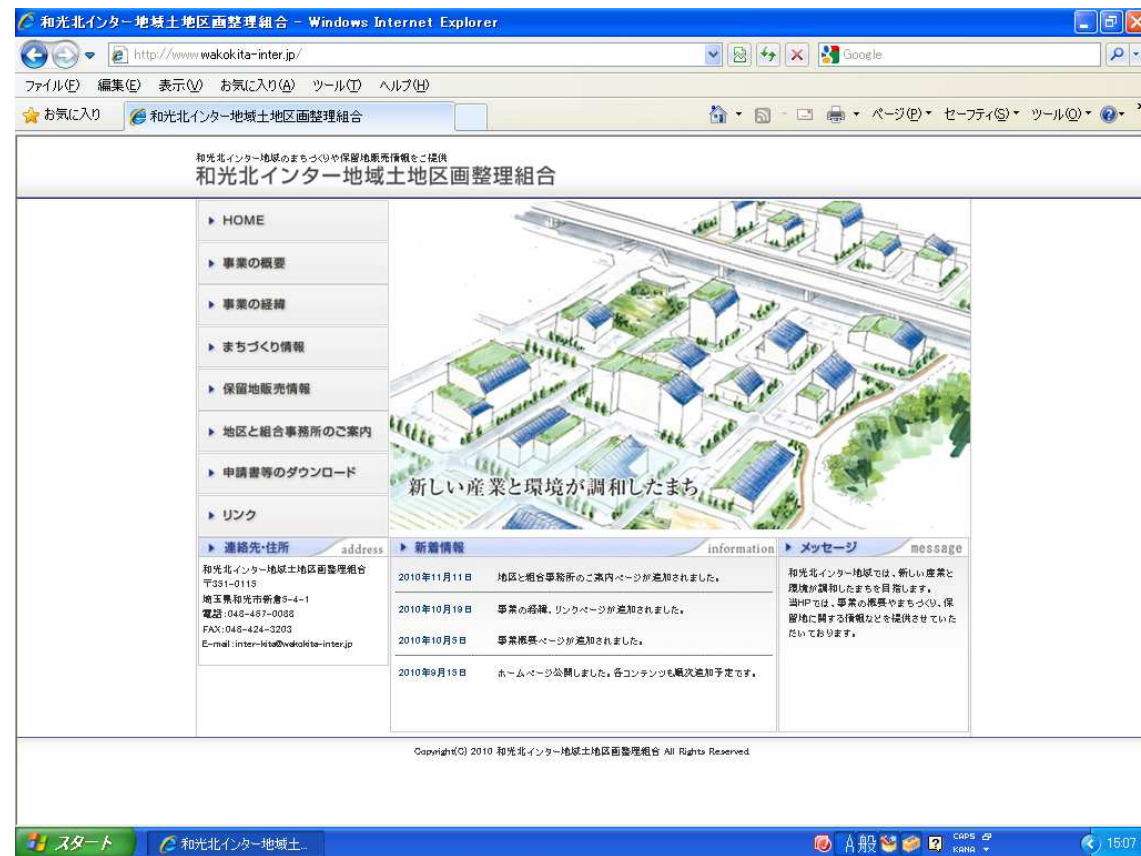 和光北インター地域土地区画整理組合 - Windows Internet Explorer
http://www.wakokita-inter.jp/
Google
ファイル(F) 編集(E) 表示(V) お気に入り(A) ツール(T) ヘルプ(H)
お気に入り 和光北インター地域土地区画整理組合 ページ(P) セーフティ(S) ツール(O)
和光北インター地域のまちづくりや保留地販売情報をご提供
和光北インター地域土地区画整理組合
HOME
事業の概要
事業の経緯
まちづくり情報
保留地販売情報
地区と組合事務所のご案内
申請書等のダウンロード
リンク
新しい産業と環境が調和したまち
連絡先・住所 address
和光北インター地域土地区画整理組合
〒351-0115
埼玉県和光市新倉5-4-1
電話:048-467-0088
FAX:048-424-3203
E-mail:inter-kita@wakokita-inter.jp
新着情報 information
2010年11月11日 地区と組合事務所のご案内ページが追加されました。
2010年10月19日 事業の経緯、リンクページが追加されました。
2010年10月5日 事業概要ページが追加されました。
2010年9月15日 ホームページ公開しました。各コンテンツも順次追加予定です。
メッセージ message
和光北インター地域では、新しい産業と
環境が調和したまちを目指します。
当HPでは、事業の概要やまちづくり、保
留地に関する情報などを提供させていた
だいております。
Copyright(C) 2010 和光北インター地域土地区画整理組合 All Rights Reserved.
スタート 和光北インター地域土... A 般 CAPS KANA 15:07